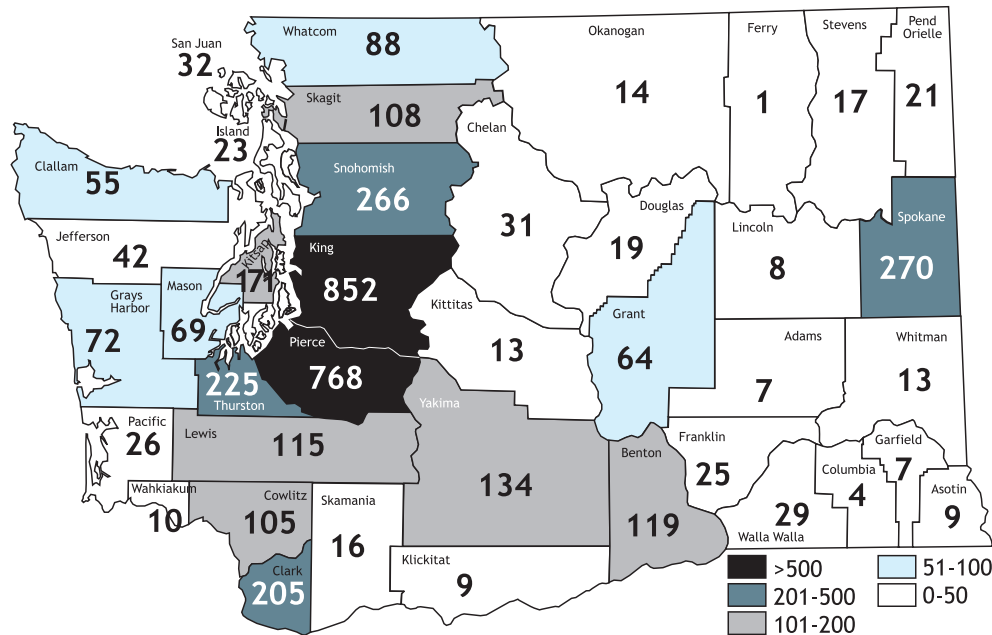 Whatcom
88
San Juan
32
Skagit
108
Island
23
Okanogan
14
Ferry
1
Stevens
17
Pend
Orielle
21
Chelan
31
Clallam
55
Snohomish
266
Jefferson
42
Kitsap
171
King
852
Douglas
19
Lincoln
8
Spokane
270
Grays
Harbor
72
Mason
69
Kittitas
13
Grant
64
Adams
7
Whitman
13
Pierce
768
225
Thurston
Pacific
26
Lewis
115
Yakima
134
Benton
119
Franklin
25
Garfield
7
Columbia
4
Asotin
9
29
Walla Walla
Wahkiakum
10
Cowlitz
105
Skamania
16
Klickitat
9
Clark
205
>500
201-500
101-200
51-100
0-50